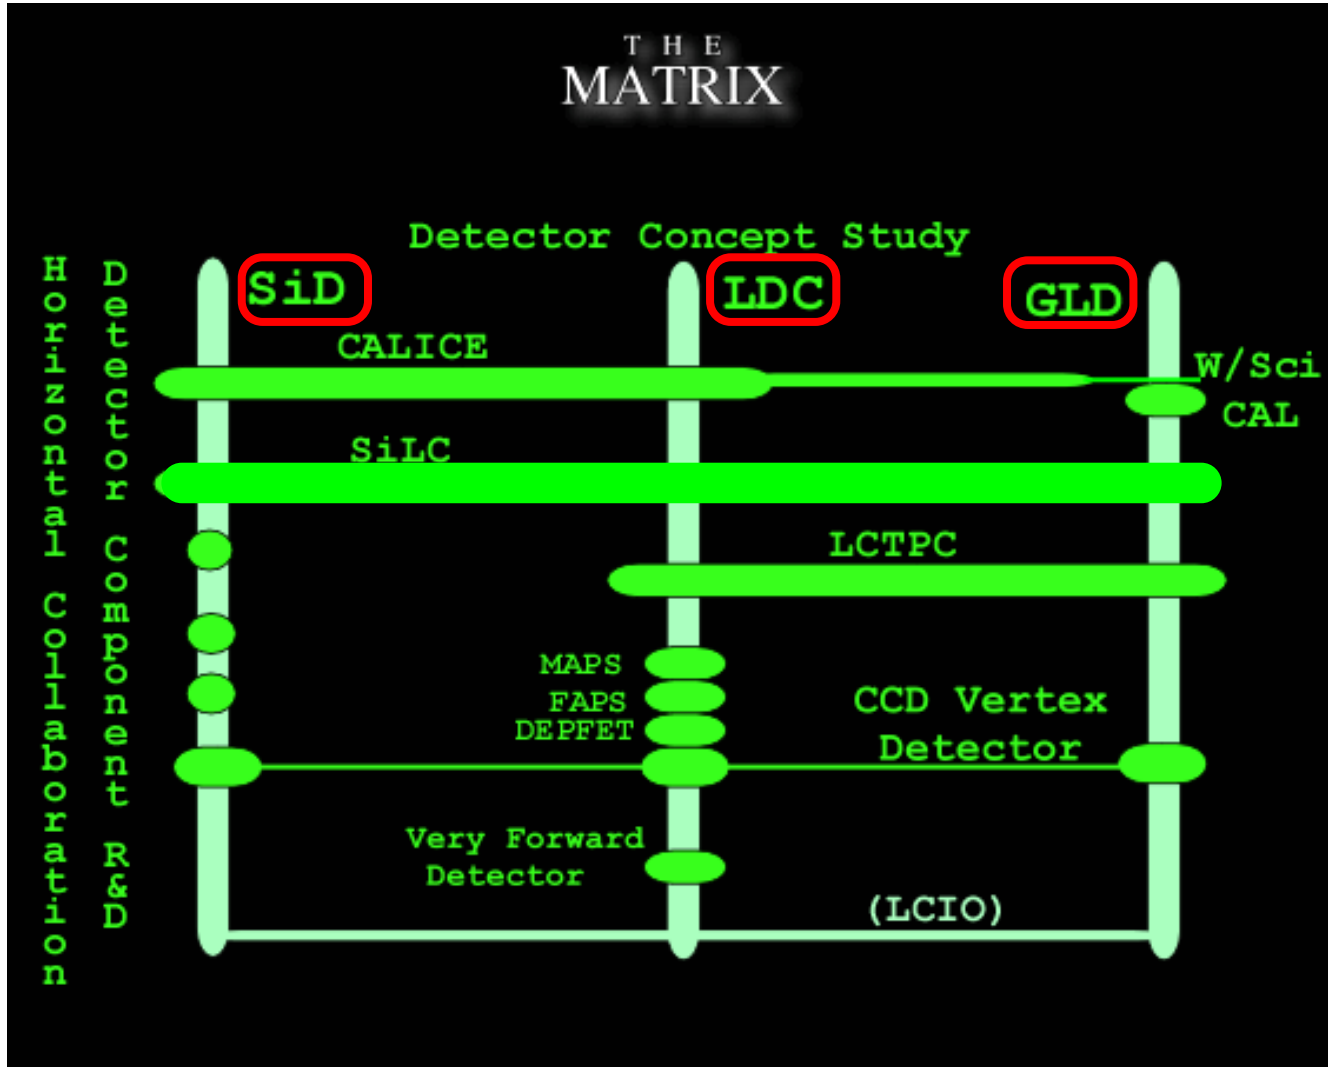 THE
MATRIX
Detector Concept Study
SiD
LDC
GLD
CALICE
W/Sci
CAL
SiLC
LCTPC
MAPS
FAPS
DEPFET
CCD Vertex
Detector
Very Forward
Detector
(LCIO)
Horizontal Collaboration
Detector Component R&D